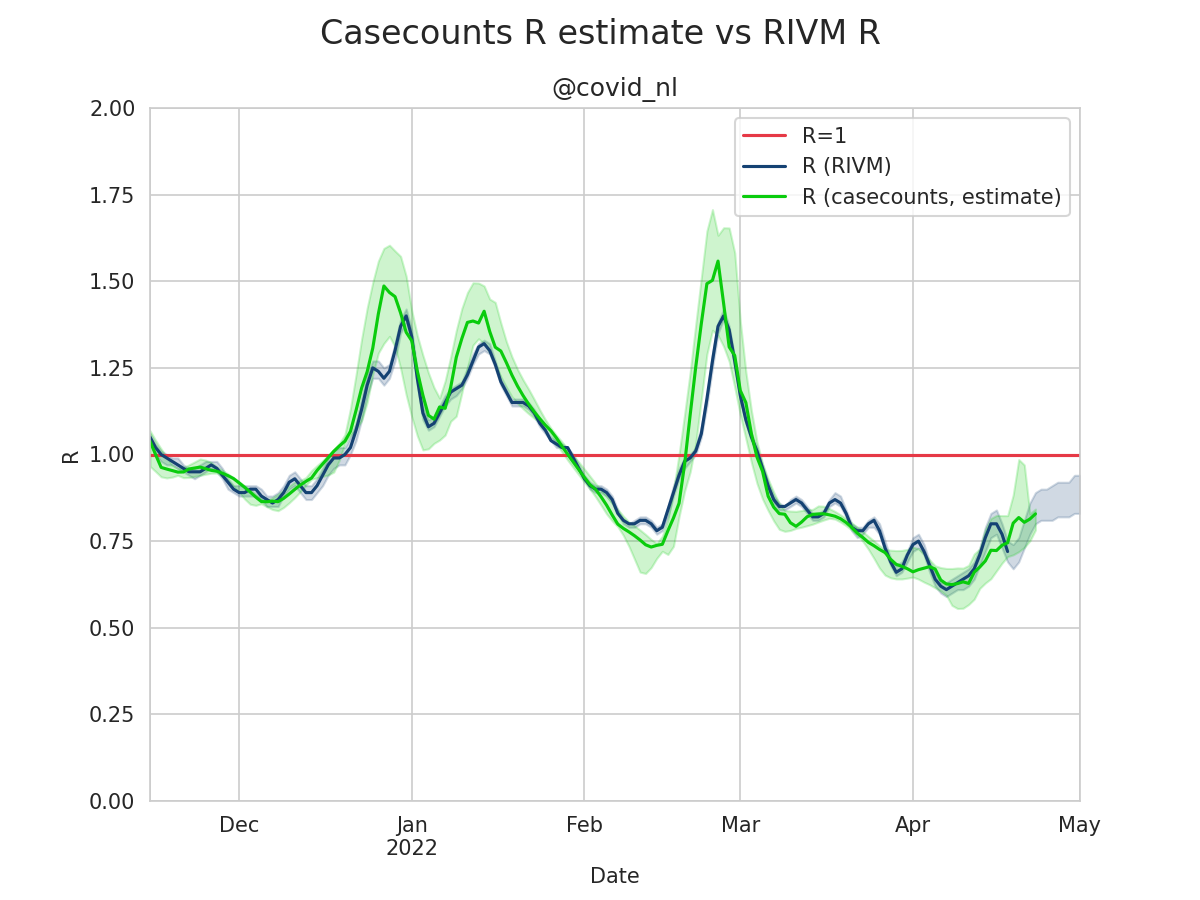 Casecounts R estimate vs RIVM R
@covid_nl
2.00
1.75
1.50
1.25
1.00
0.75
0.50
0.25
0.00
R
R=1
R (RIVM)
R (casecounts, estimate)
Dec
Jan
2022
Feb
Mar
Apr
May
Date